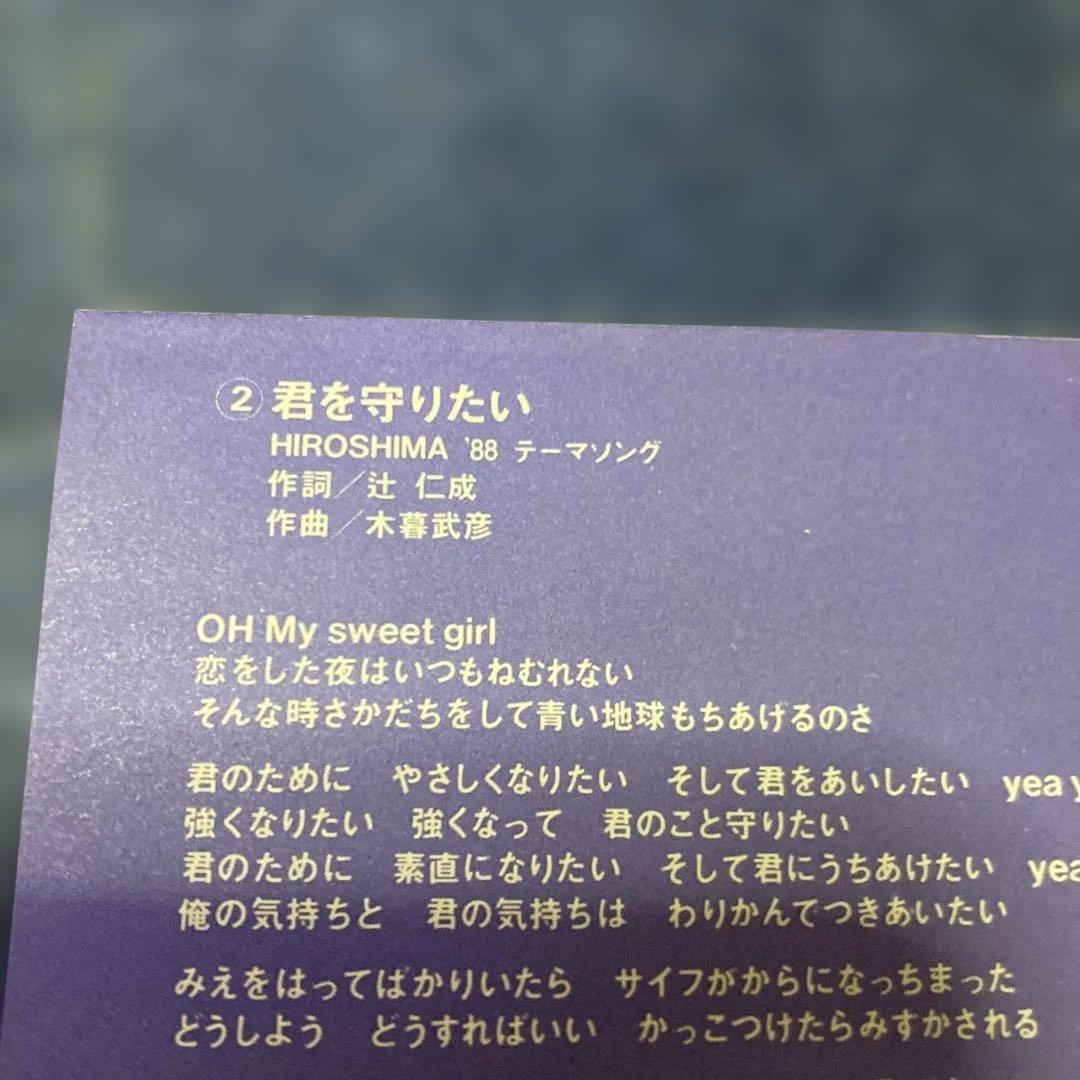 ② 君を守りたい
HIROSHIMA '88 テーマソング
作詞／辻 仁成
作曲／木暮武彦
OH My sweet girl
恋をした夜はいつもねむれない
そんな時さかだちをして青い地球もちあげるのさ
君のために やさしくなりたい そして君をあいしたい yea y
強くなりたい 強くなって 君のこと守りたい
君のために 素直になりたい そして君にうちあけたい yea
俺の気持ちと 君の気持ちは わりかんでつきあいたい
みえをはってばかりいたら サイフがからになっちまった
どうしよう どうすればいい かっこつけたらみすかされる